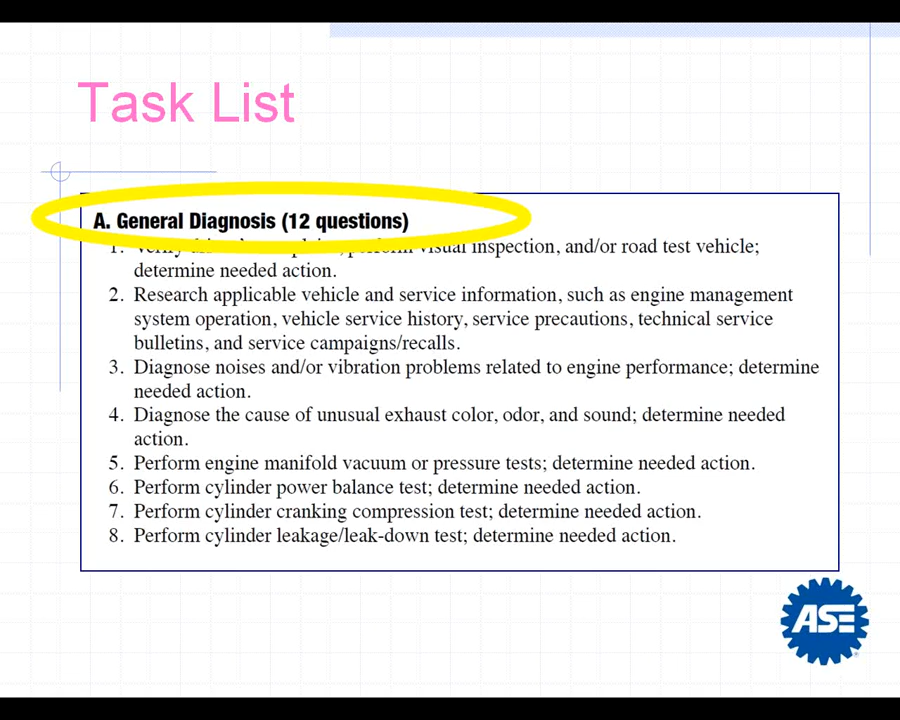 Task List
A. General Diagnosis (12 questions)
1. visual inspection, and/or road test vehicle;
determine needed action.
2. Research applicable vehicle and service information, such as engine management
system operation, vehicle service history, service precautions, technical service
bulletins, and service campaigns/recalls.
3. Diagnose noises and/or vibration problems related to engine performance; determine
needed action.
4. Diagnose the cause of unusual exhaust color, odor, and sound; determine needed
action.
5. Perform engine manifold vacuum or pressure tests; determine needed action.
6. Perform cylinder power balance test; determine needed action.
7. Perform cylinder cranking compression test; determine needed action.
8. Perform cylinder leakage/leak-down test; determine needed action.
ASE